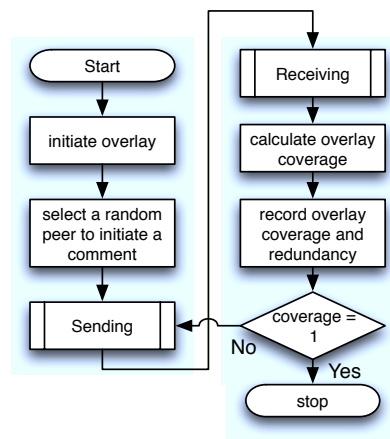 Start
initiate overlay
select a random
peer to initiate a
comment
Sending
Receiving
calculate overlay
coverage
record overlay
coverage and
redundancy
coverage =
1
No
Yes
stop